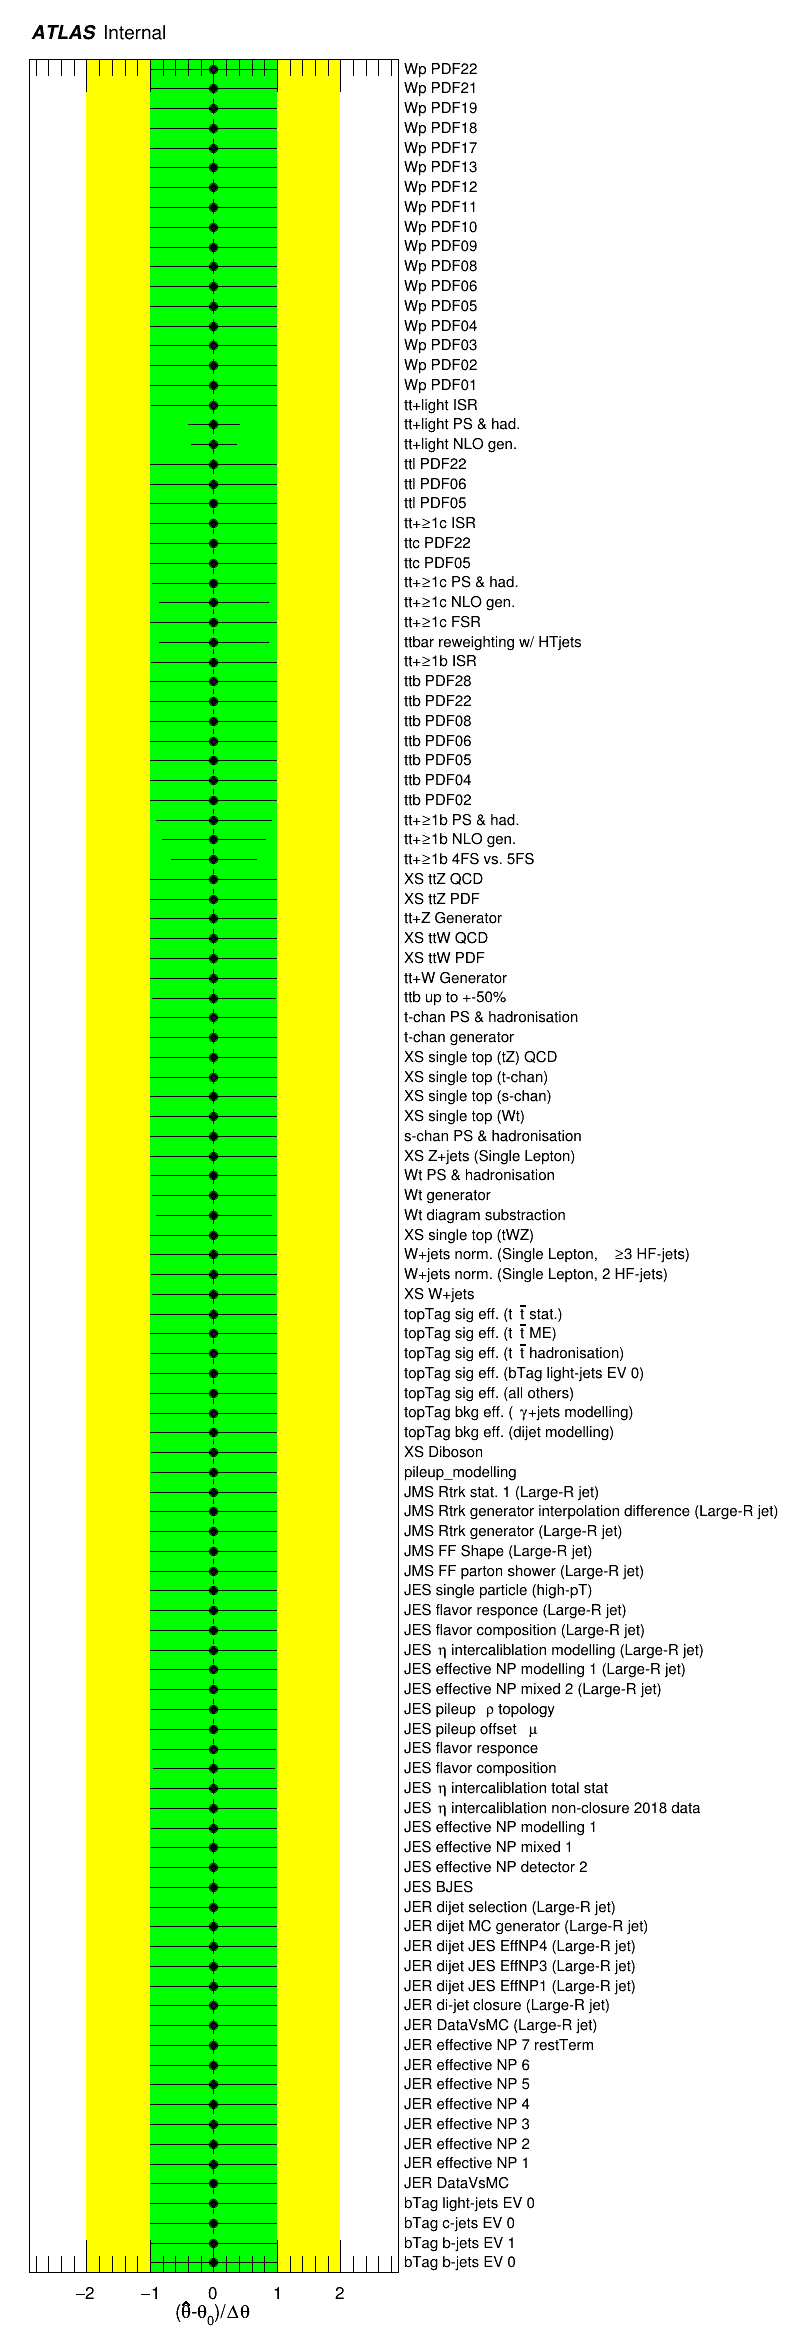 ATLAS Internal
Wp PDF22
Wp PDF21
Wp PDF19
Wp PDF18
Wp PDF17
Wp PDF13
Wp PDF12
Wp PDF11
Wp PDF10
Wp PDF09
Wp PDF08
Wp PDF06
Wp PDF05
Wp PDF04
Wp PDF03
Wp PDF02
Wp PDF01
tt+light ISR
tt+light PS & had.
tt+light NLO gen.
ttl PDF22
ttl PDF06
ttl PDF05
tt+≥1c ISR
ttc PDF22
ttc PDF05
tt+≥1c PS & had.
tt+≥1c NLO gen.
tt+≥1c FSR
ttbar reweighting w/ HTjets
tt+≥1b ISR
ttb PDF28
ttb PDF22
ttb PDF08
ttb PDF06
ttb PDF05
ttb PDF04
ttb PDF02
tt+≥1b PS & had.
tt+≥1b NLO gen.
tt+≥1b 4FS vs. 5FS
XS ttZ QCD
XS ttZ PDF
tt+Z Generator
XS ttW QCD
XS ttW PDF
tt+W Generator
ttb up to +-50%
t-chan PS & hadronisation
t-chan generator
XS single top (tZ) QCD
XS single top (t-chan)
XS single top (s-chan)
XS single top (Wt)
s-chan PS & hadronisation
XS Z+jets (Single Lepton)
Wt PS & hadronisation
Wt generator
Wt diagram substraction
XS single top (tWZ)
W+jets norm. (Single Lepton, ≥3 HF-jets)
W+jets norm. (Single Lepton, 2 HF-jets)
XS W+jets
topTag sig eff. (t t̅ stat.)
topTag sig eff. (t t̅ ME)
topTag sig eff. (t t̅ hadronisation)
topTag sig eff. (bTag light-jets EV 0)
topTag sig eff. (all others)
topTag bkg eff. ( γ+jets modelling)
topTag bkg eff. (dijet modelling)
XS Diboson
pileup_modelling
JMS Rtrk stat. 1 (Large-R jet)
JMS Rtrk generator interpolation difference (Large-R jet)
JMS Rtrk generator (Large-R jet)
JMS FF Shape (Large-R jet)
JMS FF parton shower (Large-R jet)
JES single particle (high-pT)
JES flavor responce (Large-R jet)
JES flavor composition (Large-R jet)
JES η intercaliblation modelling (Large-R jet)
JES effective NP modelling 1 (Large-R jet)
JES effective NP mixed 2 (Large-R jet)
JES pileup ρ topology
JES pileup offset μ
JES flavor responce
JES flavor composition
JES η intercaliblation total stat
JES η intercaliblation non-closure 2018 data
JES effective NP modelling 1
JES effective NP mixed 1
JES effective NP detector 2
JES BJES
JER dijet selection (Large-R jet)
JER dijet MC generator (Large-R jet)
JER dijet JES EffNP4 (Large-R jet)
JER dijet JES EffNP3 (Large-R jet)
JER dijet JES EffNP1 (Large-R jet)
JER di-jet closure (Large-R jet)
JER DataVsMC (Large-R jet)
JER effective NP 7 restTerm
JER effective NP 6
JER effective NP 5
JER effective NP 4
JER effective NP 3
JER effective NP 2
JER effective NP 1
JER DataVsMC
bTag light-jets EV 0
bTag c-jets EV 0
bTag b-jets EV 1
bTag b-jets EV 0
−2 −1 0 1 2
(θ̂-θ₀)/Δθ